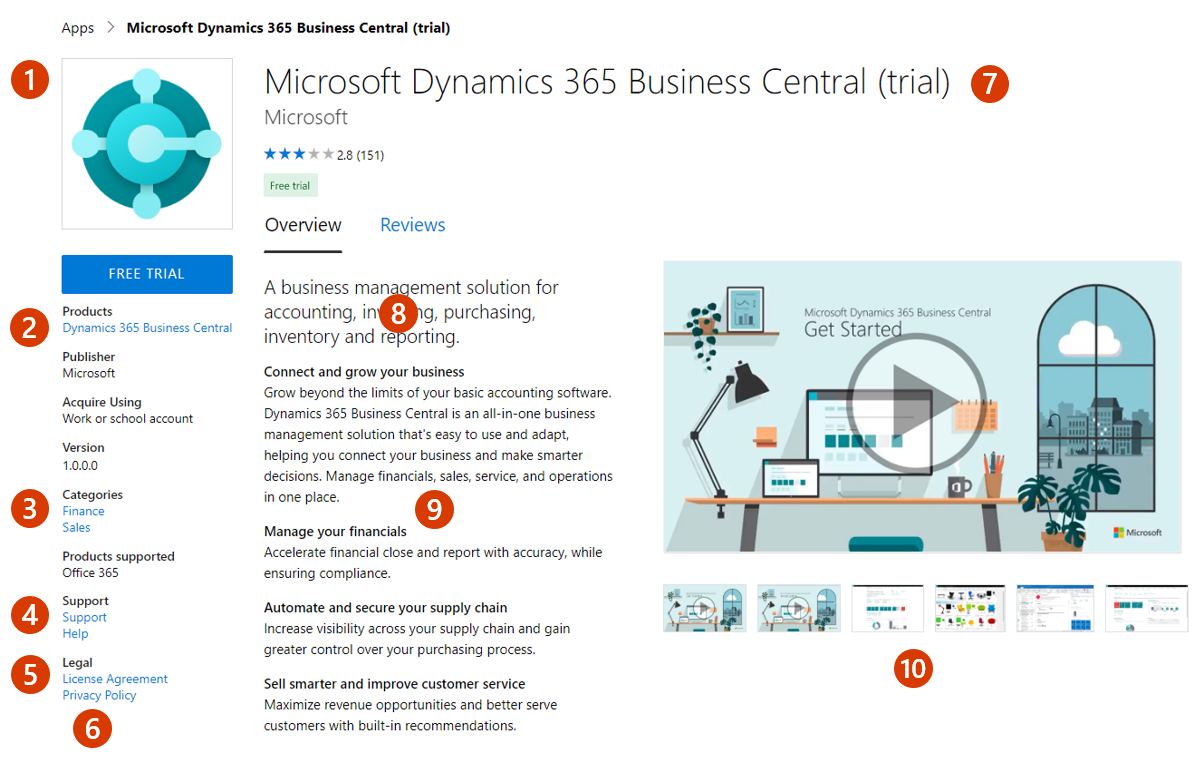 Apps > Microsoft Dynamics 365 Business Central (trial)
1
Microsoft Dynamics 365 Business Central (trial)
7
Microsoft
2.8 (151)
Free trial
Overview
Reviews
FREE TRIAL
Products
2
Dynamics 365 Business Central
Publisher
Microsoft
Acquire Using
Work or school account
Version
1.0.0.0
3
Categories
Finance
Sales
Products supported
Office 365
4
Support
Support
Help
5
Legal
License Agreement
Privacy Policy
6
A business management solution for
accounting, in 8 g, purchasing,
inventory and reporting.
Connect and grow your business
Grow beyond the limits of your basic accounting software.
Dynamics 365 Business Central is an all-in-one business
management solution that's easy to use and adapt,
helping you connect your business and make smarter
decisions. Manage financials, sales, service, and operations
in one place.
9
Manage your financials
Accelerate financial close and report with accuracy, while
ensuring compliance.
Automate and secure your supply chain
Increase visibility across your supply chain and gain
greater control over your purchasing process.
Sell smarter and improve customer service
Maximize revenue opportunities and better serve
customers with built-in recommendations.
Microsoft Dynamics 365 Business Central
Get Started
Microsoft
10